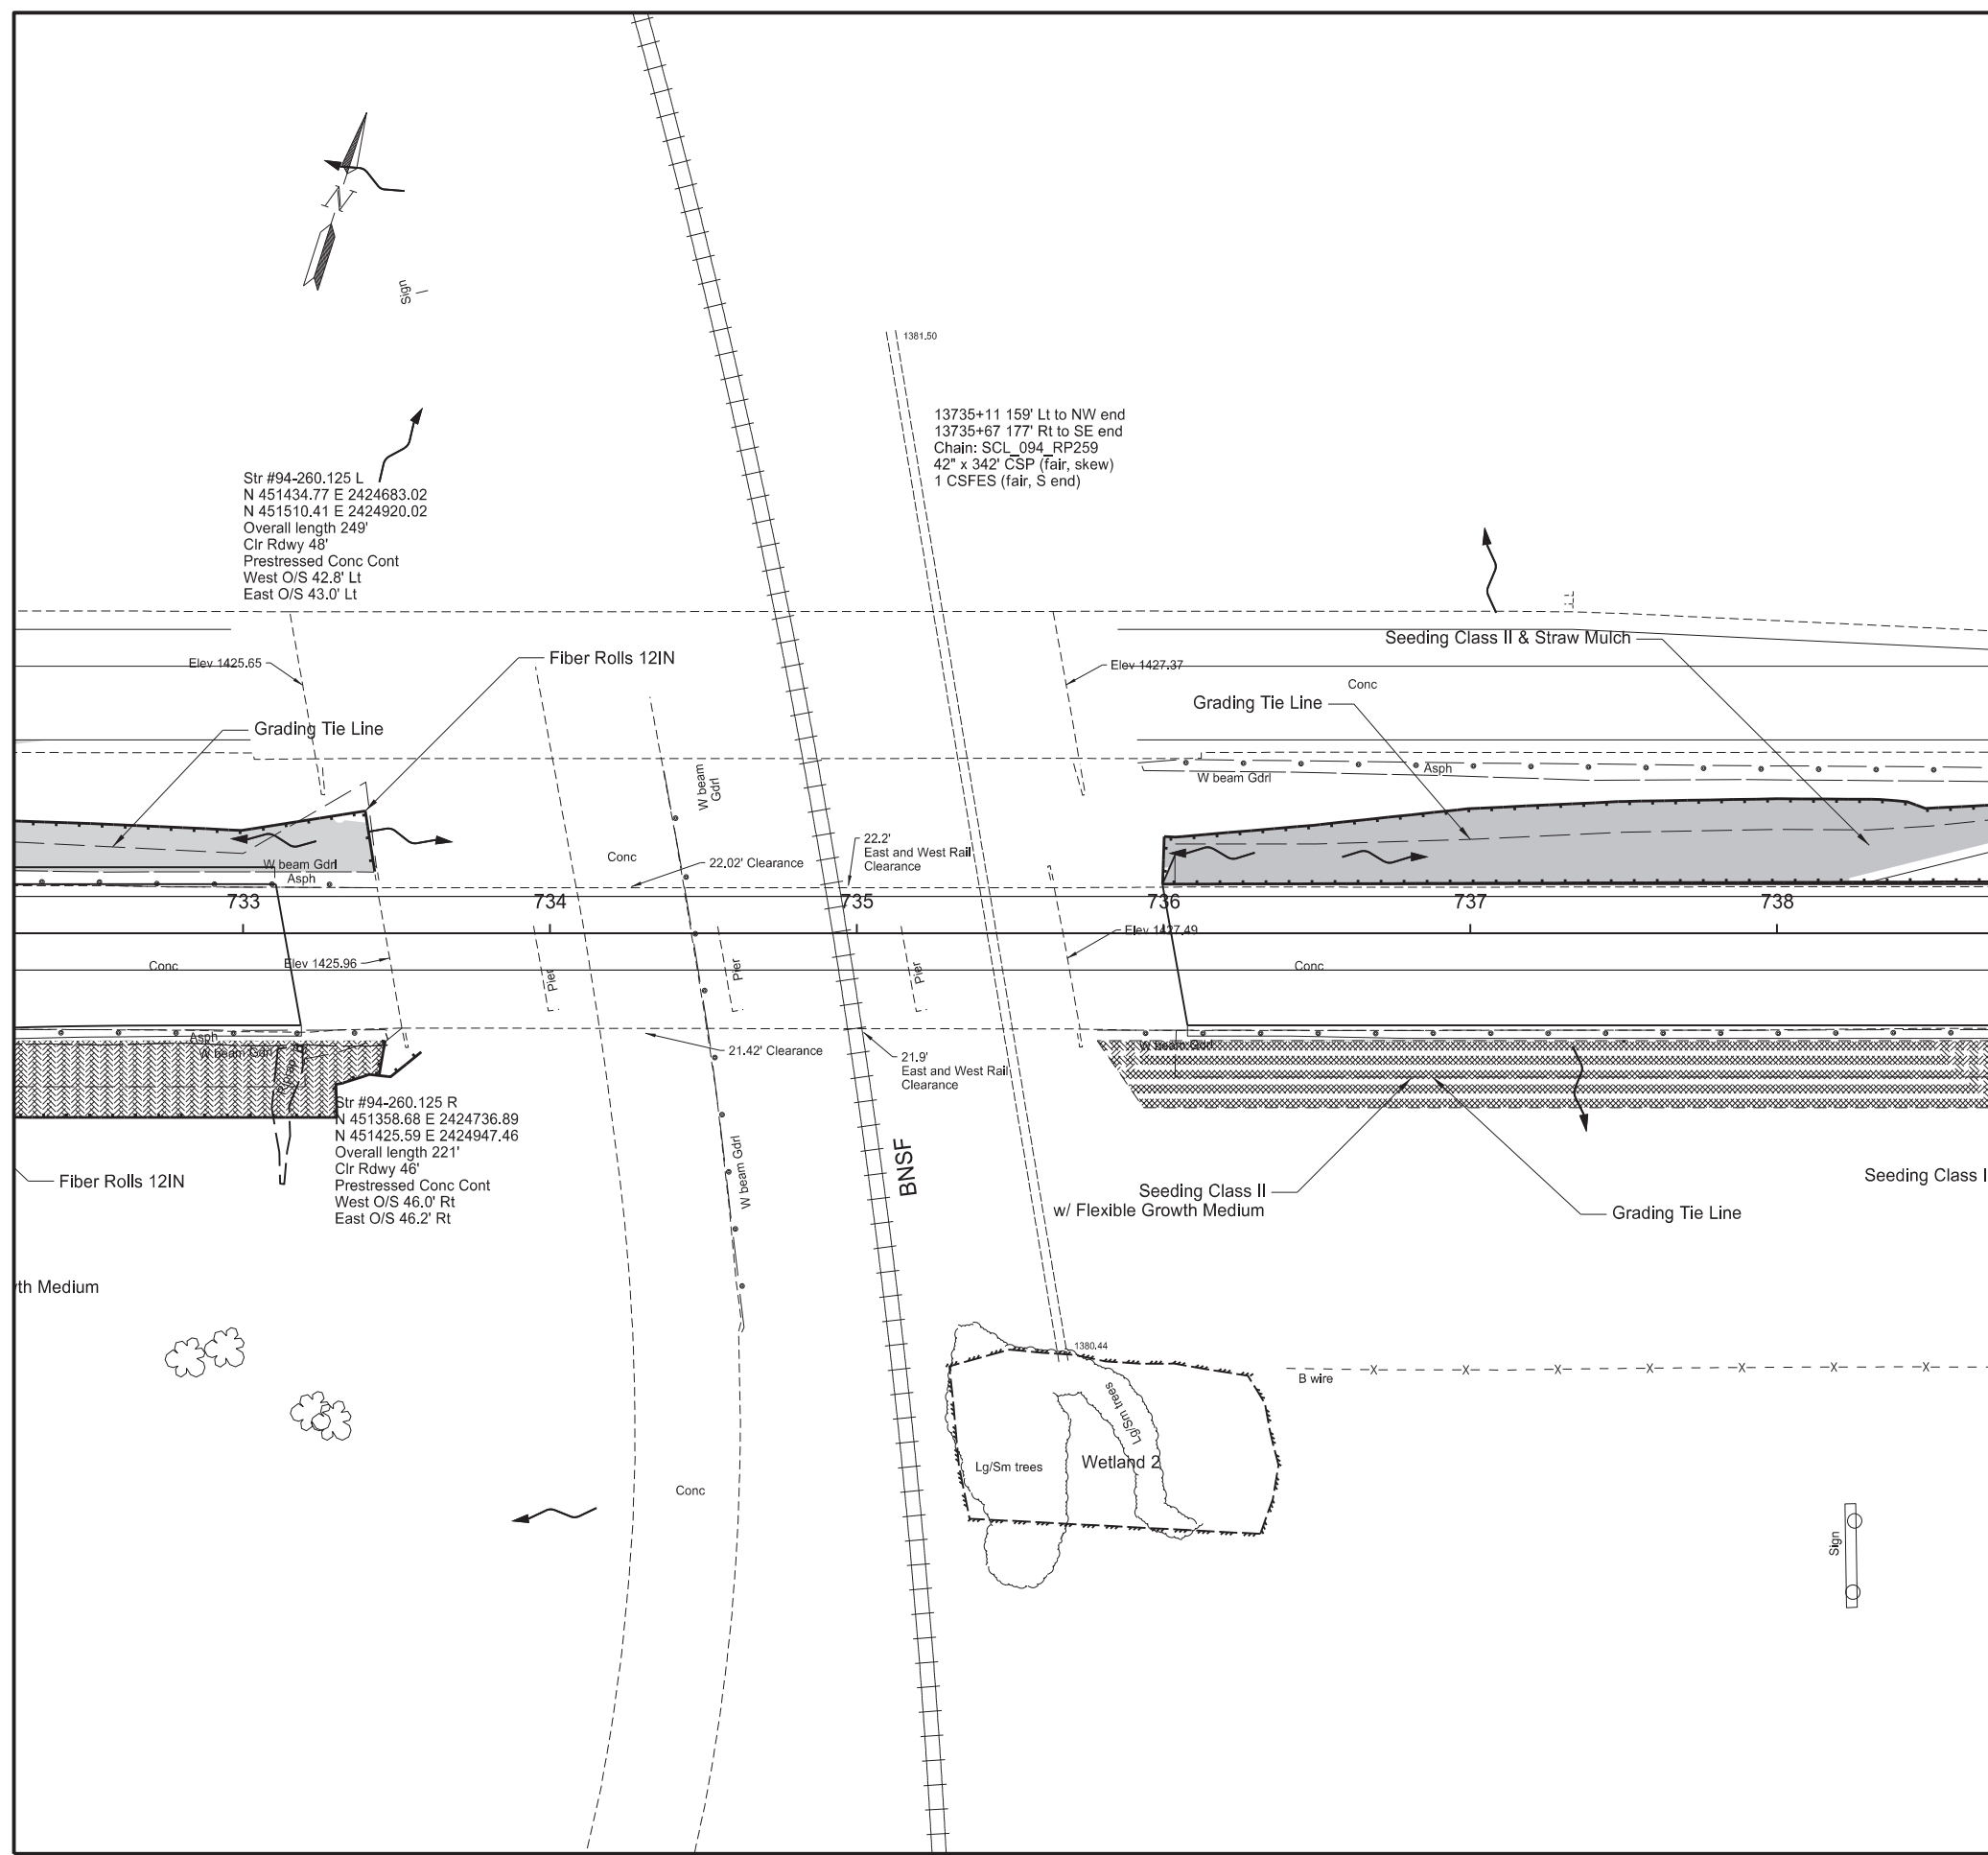 N
Sign
1381.50
13735+11 159' Lt to NW end
13735+67 177' Rt to SE end
Chain: SCL_094_RP259
42" x 342' CSP (fair, skew)
1 CSFES (fair, S end)
Str #94-260.125 L
N 451434.77 E 2424683.02
N 451510.41 E 2424920.02
Overall length 249'
Clr Rdwy 48'
Prestressed Conc Cont
West O/S 42.8' Lt
East O/S 43.0' Lt
Seeding Class II & Straw Mulch
Fiber Rolls 12IN
Elev 1425.65
Elev 1427.37
Conc
Grading Tie Line
Grading Tie Line
W beam
Gdrl
Asph
W beam Gdrl
22.2'
East and West Rail
Clearance
Conc
22.02' Clearance
W beam Gdrl
Asph
733
734
735
736
737
738
Elev 1427.49
Conc
Elev 1425.96
Pier
Pier
Pier
Conc
Asph
W beam Gdrl
Riprap
21.42' Clearance
21.9'
East and West Rail
Clearance
W beam Gdrl
Str #94-260.125 R
N 451358.68 E 2424736.89
N 451425.59 E 2424947.46
Overall length 221'
Clr Rdwy 46'
Prestressed Conc Cont
West O/S 46.0' Rt
East O/S 46.2' Rt
Fiber Rolls 12IN
W beam Gdrl
BNSF
Seeding Class II
w/ Flexible Growth Medium
Grading Tie Line
Seeding Class I
th Medium
1380.44
B wire
X X X X X X X
Lg/Sm trees
Lg/Sm trees
Wetland 2
Conc
Sign